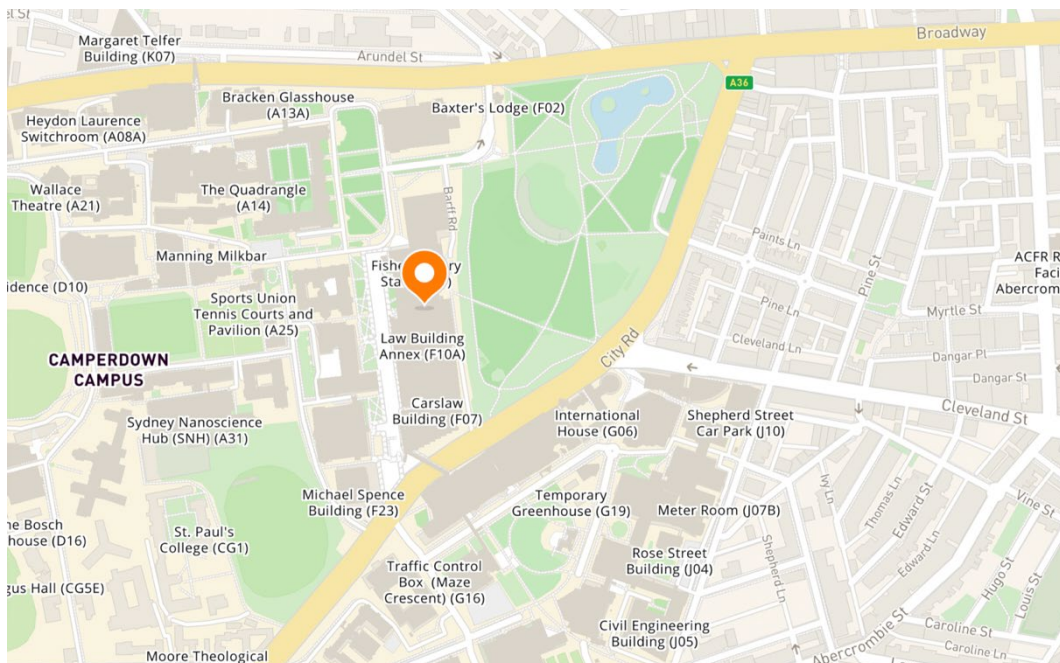 Broadway
Margaret Telfer
Building (K07)
Arundel St
A36
Bracken Glasshouse
(A13A)
Baxter's Lodge (F02)
Heydon Laurence
Switchroom (A08A)
Wallace
Theatre (A21)
The Quadrangle
(A14)
Barff Rd
Paints Ln
Pine St
Manning Milkbar
ACFR
Abercromb
(D10)
Sports Union
Tennis Courts and
Pavilion (A25)
Pine Ln
Myrtle St
Law Building
Annex (F10A)
City Rd
Cleveland Ln
Dangar Pl
CAMPERDOWN
CAMPUS
Dangar St
Cleveland St
Carslaw
Building (F07)
International
House (G06)
Shepherd Street
Car Park (J10)
Sydney Nanoscience
Hub (SNH) (A31)
Ivy Ln
Thomas Ln
Edward St
Vine St
Michael Spence
Building (F23)
Temporary
Greenhouse (G19)
Meter Room (J07B)
St. Paul's
College (CG1)
Bosch
(D16)
Edward Ln
Rose Street
Building (J04)
Shepherd Ln
Hugo St
Louis St
Traffic Control
Box (Maze
Crescent) (G16)
Hall (CG5E)
Civil Engineering
Building (J05)
Abercrombie St
Caroline St
Caroline Ln
Moore Theological